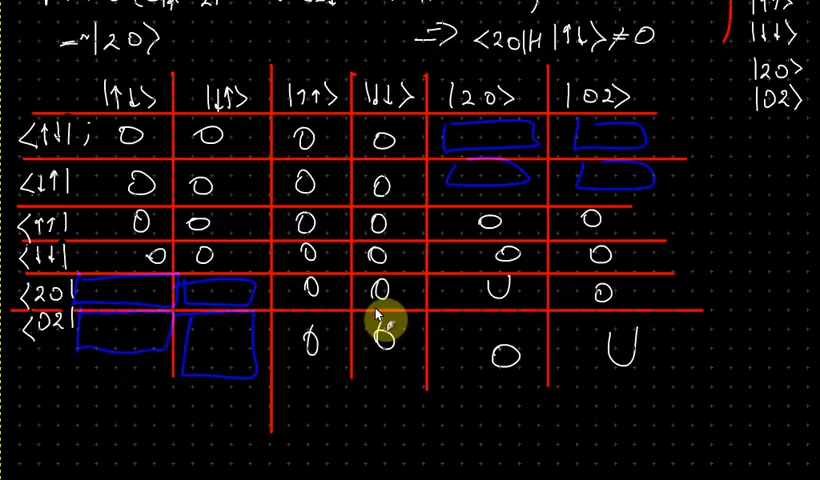 =~|20⟩ ⇒ ⟨20|H|↑↓⟩≠0
|↑↑⟩
|↓↓⟩
|20⟩
|02⟩
|↑↓⟩ |↓↑⟩ |↑↑⟩ |↓↓⟩ |20⟩ |02⟩
⟨↑↓| ; 0 0 0 0
⟨↓↑| 0 0 0 0
⟨↑↑| 0 0 0 0 0 0
⟨↓↓| 0 0 0 0 0 0
⟨20| 0 0 U 0
⟨02| 0 0 0 U